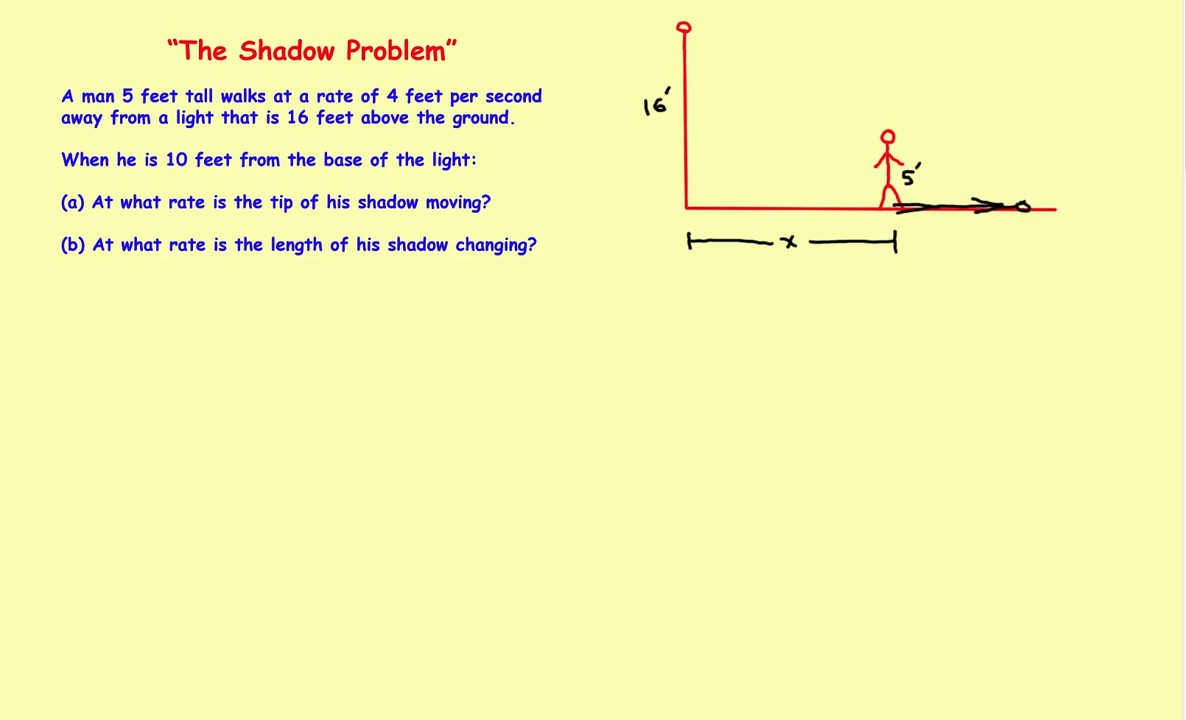 “The Shadow Problem”
A man 5 feet tall walks at a rate of 4 feet per second
away from a light that is 16 feet above the ground.
When he is 10 feet from the base of the light:
(a) At what rate is the tip of his shadow moving?
(b) At what rate is the length of his shadow changing?
16'
5'
x